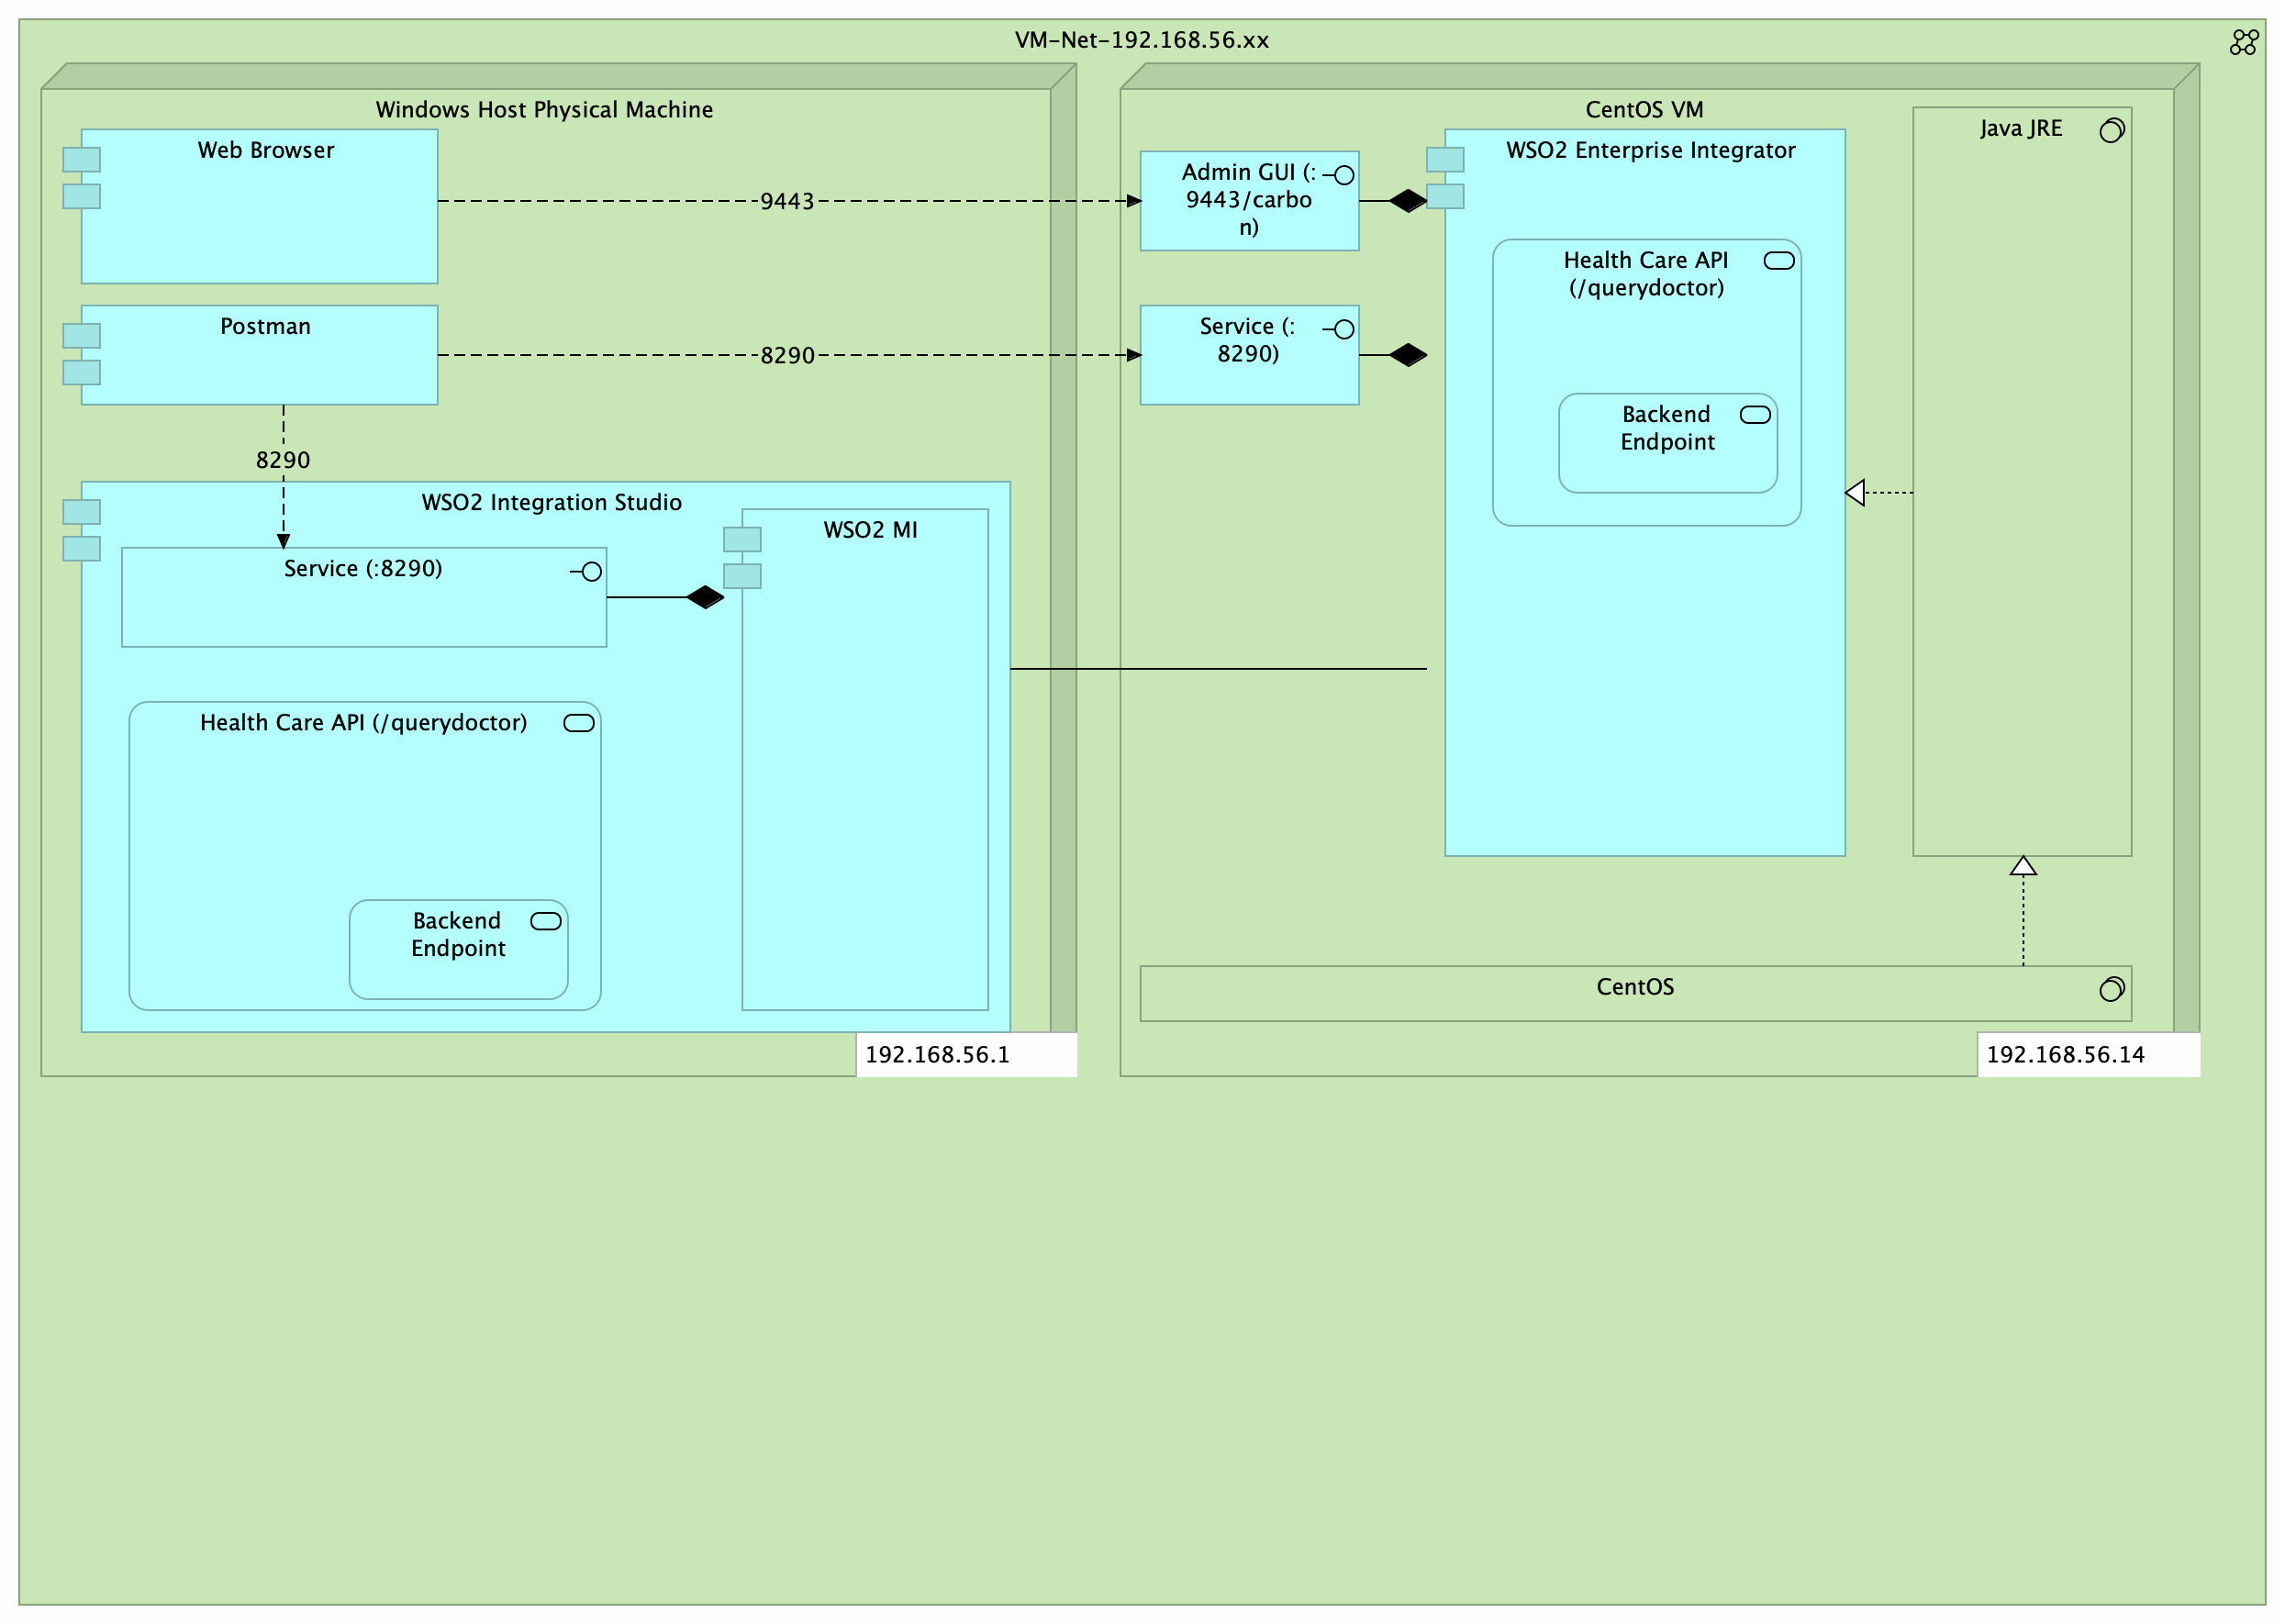 VM-Net-192.168.56.xx
Windows Host Physical Machine
Web Browser
9443
Postman
8290
8290
WSO2 Integration Studio
WSO2 MI
Service (:8290)
Health Care API (/querydoctor)
Backend
Endpoint
192.168.56.1
CentOS VM
Admin GUI (:
9443/carbo
n)
Service (:
8290)
WSO2 Enterprise Integrator
Health Care API
(/querydoctor)
Backend
Endpoint
Java JRE
CentOS
192.168.56.14